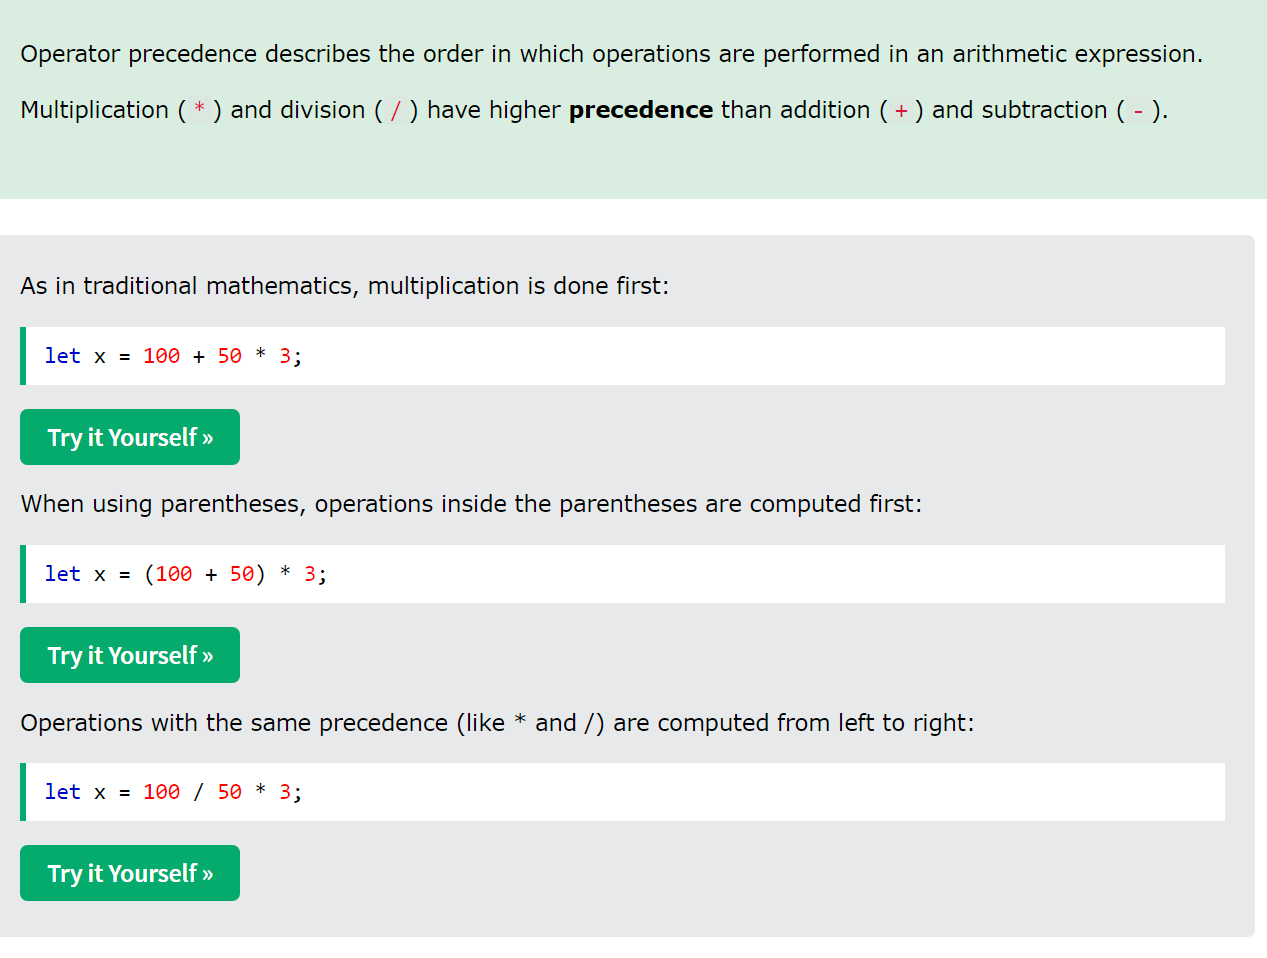 Operator precedence describes the order in which operations are performed in an arithmetic expression.
Multiplication ( * ) and division ( / ) have higher precedence than addition ( + ) and subtraction ( - ).
As in traditional mathematics, multiplication is done first:
let x = 100 + 50 * 3;
Try it Yourself »
When using parentheses, operations inside the parentheses are computed first:
let x = (100 + 50) * 3;
Try it Yourself »
Operations with the same precedence (like * and /) are computed from left to right:
let x = 100 / 50 * 3;
Try it Yourself »